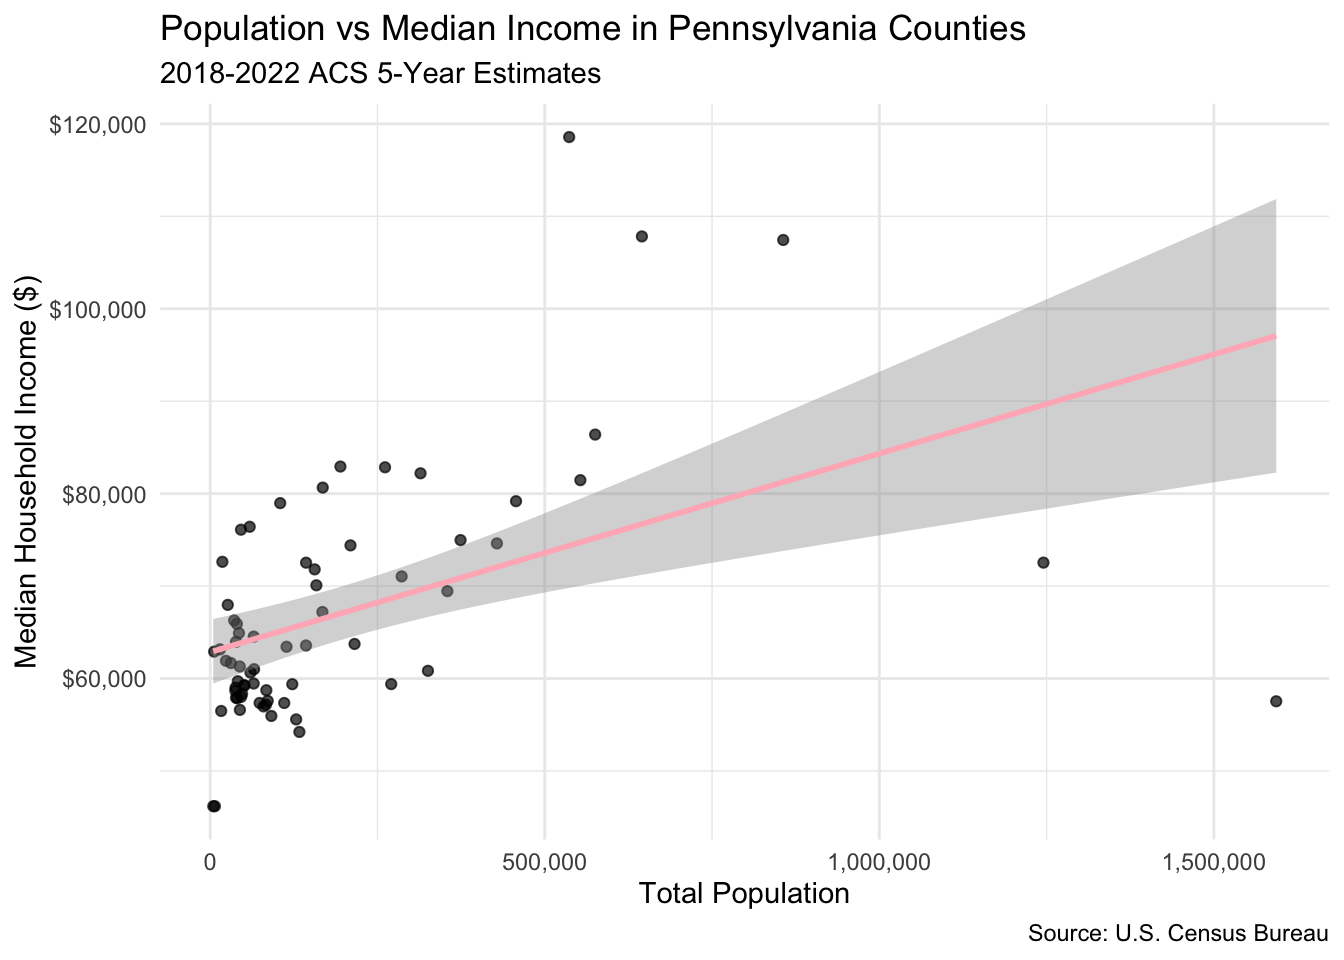 Population vs Median Income in Pennsylvania Counties
2018-2022 ACS 5-Year Estimates
Median Household Income ($)
$120,000
$100,000
$80,000
$60,000
0
500,000
1,000,000
1,500,000
Total Population
Source: U.S. Census Bureau